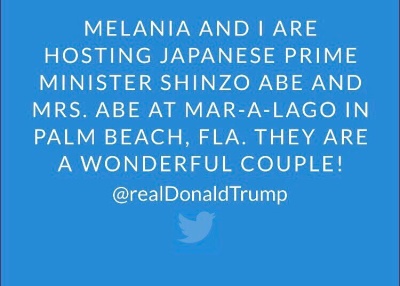 MELANIA AND I ARE
HOSTING JAPANESE PRIME
MINISTER SHINZO ABE AND
MRS. ABE AT MAR-A-LAGO IN
PALM BEACH, FLA. THEY ARE
A WONDERFUL COUPLE!
@realDonaldTrump